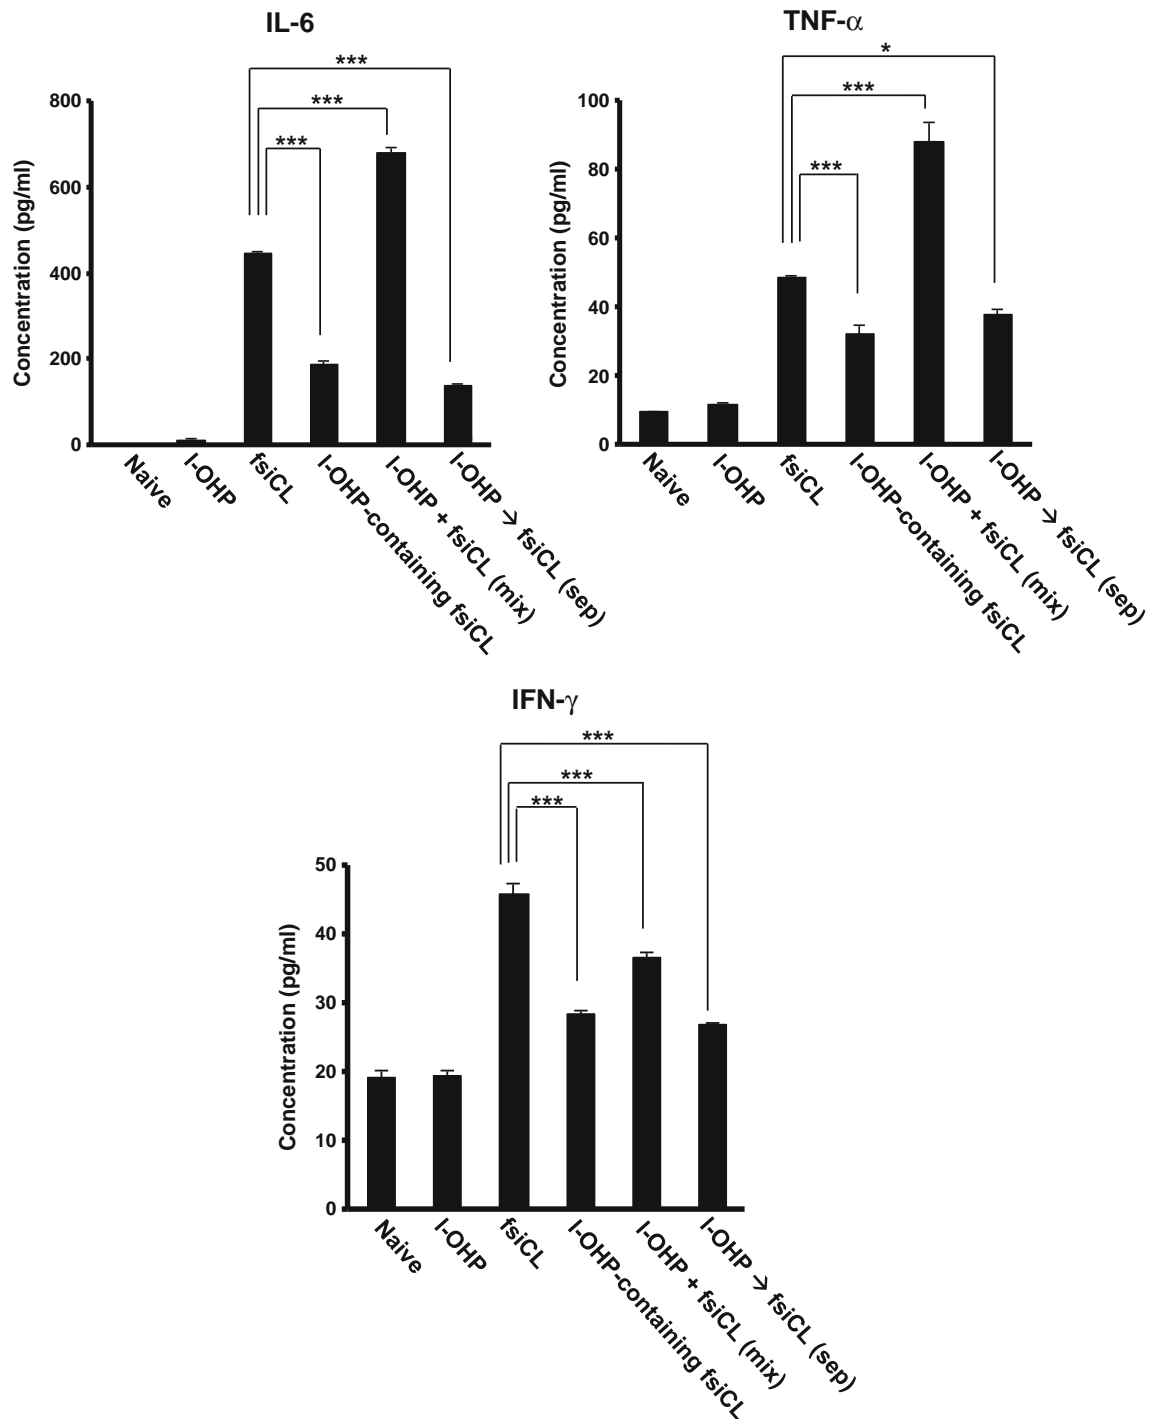 IL-6
***
***
***
Concentration (pg/ml)
800
600
400
200
0
Naive
l-OHP
fsiCL
l-OHP-containing fsiCL
l-OHP + fsiCL (mix)
l-OHP → fsiCL (sep)
TNF-α
*
***
***
Concentration (pg/ml)
100
80
60
40
20
0
Naive
l-OHP
fsiCL
l-OHP-containing fsiCL
l-OHP + fsiCL (mix)
l-OHP → fsiCL (sep)
IFN-γ
***
***
***
Concentration (pg/ml)
50
40
30
20
10
0
Naive
l-OHP
fsiCL
l-OHP-containing fsiCL
l-OHP + fsiCL (mix)
l-OHP → fsiCL (sep)